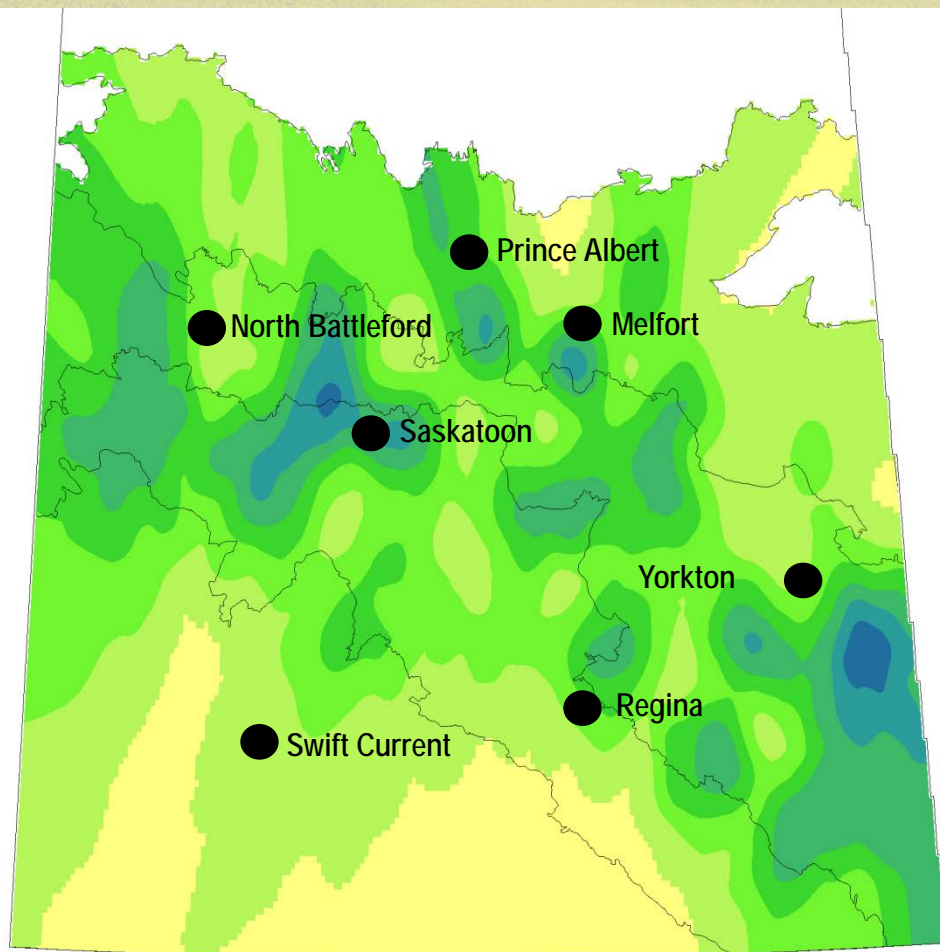 Prince Albert
North Battleford
Melfort
Saskatoon
Yorkton
Regina
Swift Current